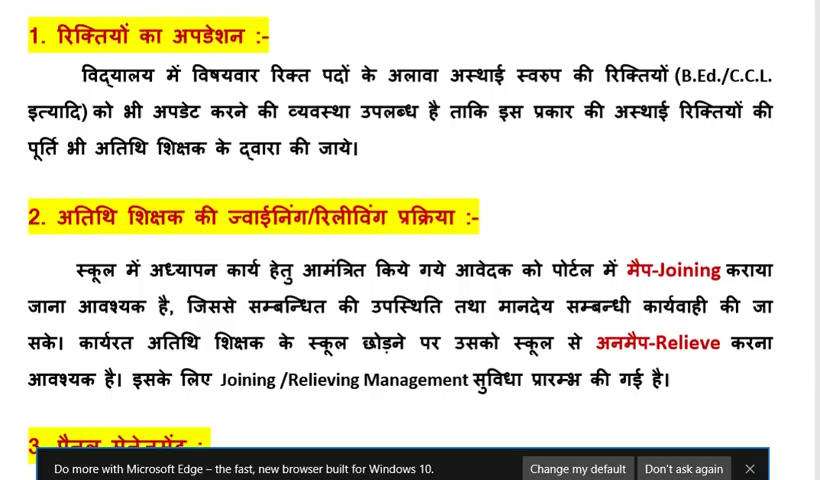 1. रिक्तियों का अपडेशन :-
विद्यालय में विषयवार रिक्त पदों के अलावा अस्थाई स्वरुप की रिक्तियों (B.Ed./C.C.L.
इत्यादि) को भी अपडेट करने की व्यवस्था उपलब्ध है ताकि इस प्रकार की अस्थाई रिक्तियों की
पूर्ति भी अतिथि शिक्षक के द्वारा की जाये।
2. अतिथि शिक्षक की ज्वाईनिंग/रिलीविंग प्रक्रिया :-
स्कूल में अध्यापन कार्य हेतु आमंत्रित किये गये आवेदक को पोर्टल में मैप-Joining कराया
जाना आवश्यक है, जिससे सम्बन्धित की उपस्थिति तथा मानदेय सम्बन्धी कार्यवाही की जा
सके। कार्यरत अतिथि शिक्षक के स्कूल छोड़ने पर उसको स्कूल से अनमैप-Relieve करना
आवश्यक है। इसके लिए Joining /Relieving Management सुविधा प्रारम्भ की गई है।
3. पैनल मेनेजमेंट :-
Do more with Microsoft Edge – the fast, new browser built for Windows 10.
Change my default
Don't ask again